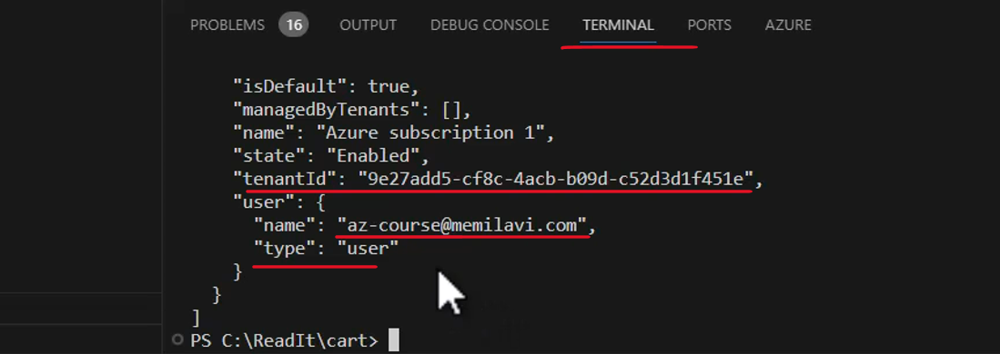 PROBLEMS 16 OUTPUT DEBUG CONSOLE TERMINAL PORTS AZURE
"isDefault": true,
"managedByTenants": [],
"name": "Azure subscription 1",
"state": "Enabled",
"tenantId": "9e27add5-cf8c-4acb-b09d-c52d3d1f451e",
"user": {
"name": "az-course@memilavi.com",
"type": "user"
}
}
]
PS C:\ReadIt\cart>